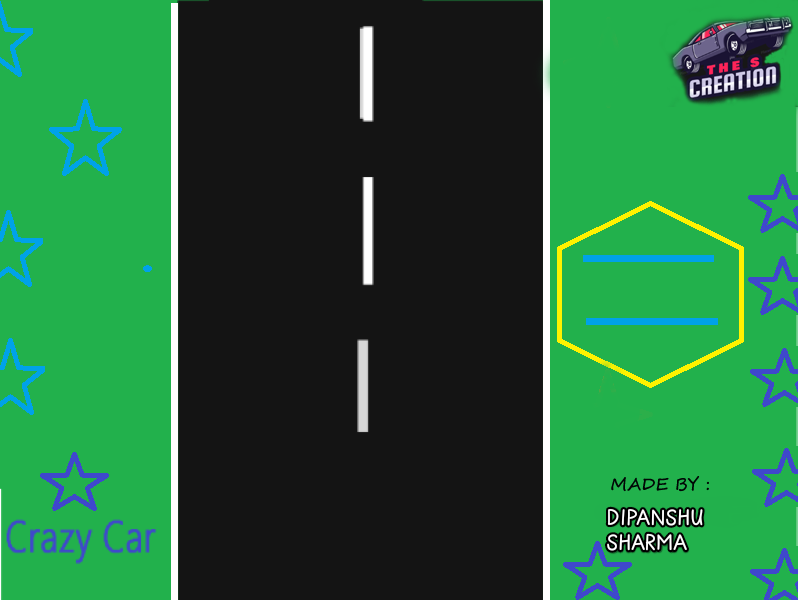 THE S
CREATION
MADE BY :
DIPANSHU
SHARMA
Crazy Car